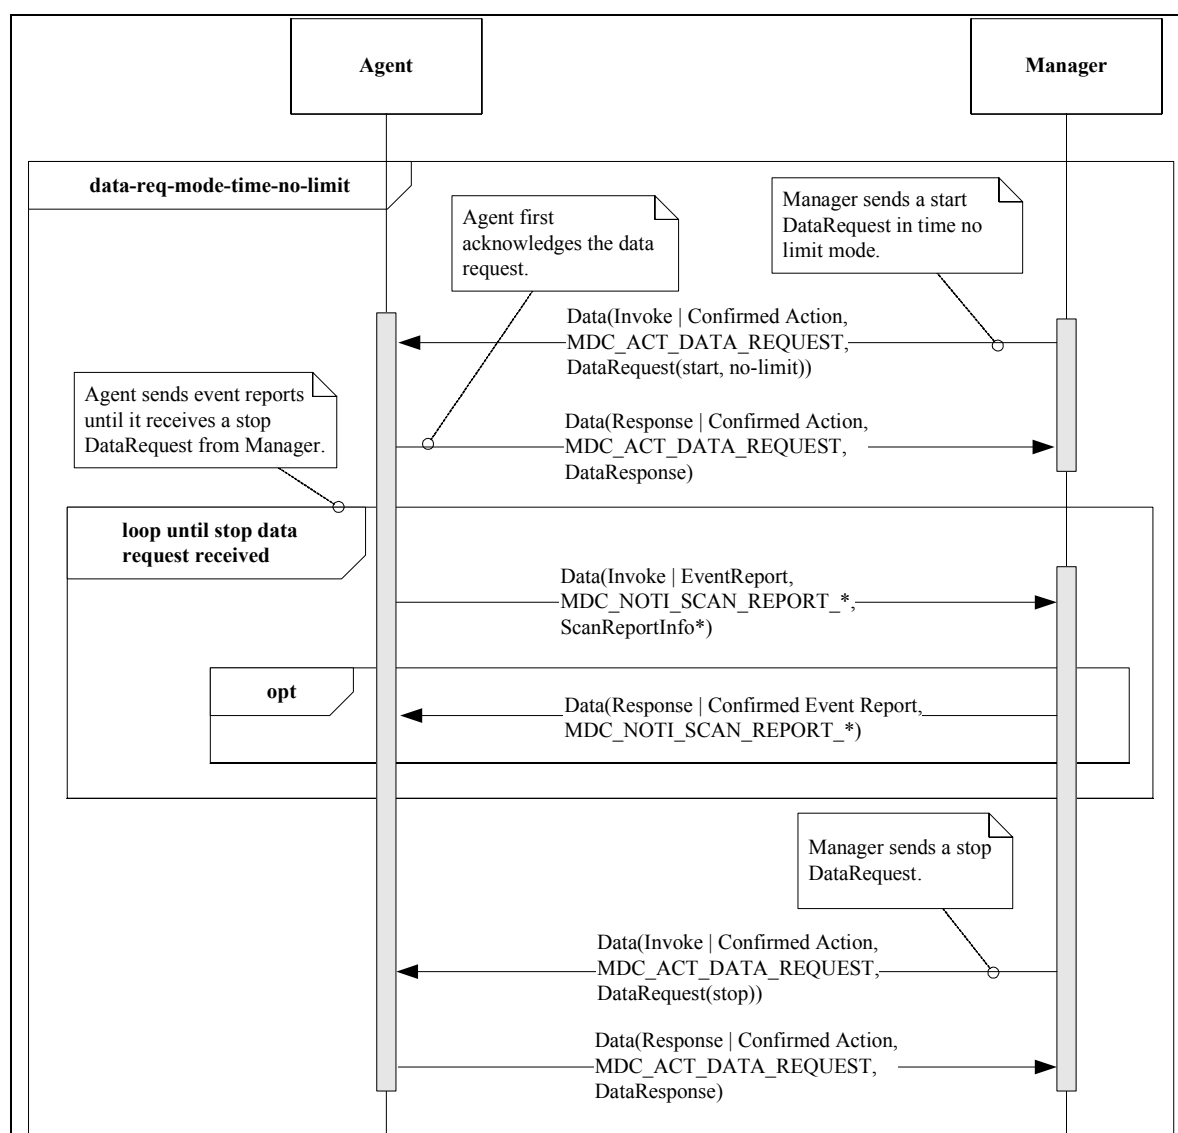 Agent
Manager
data-req-mode-time-no-limit
Agent first
acknowledges the data
request.
Manager sends a start
DataRequest in time no
limit mode.
Data(Invoke | Confirmed Action,
MDC_ACT_DATA_REQUEST,
DataRequest(start, no-limit))
Agent sends event reports
until it receives a stop
DataRequest from Manager.
Data(Response | Confirmed Action,
MDC_ACT_DATA_REQUEST,
DataResponse)
loop until stop data
request received
Data(Invoke | EventReport,
MDC_NOTI_SCAN_REPORT_*,
ScanReportInfo*)
opt
Data(Response | Confirmed Event Report,
MDC_NOTI_SCAN_REPORT_*)
Manager sends a stop
DataRequest.
Data(Invoke | Confirmed Action,
MDC_ACT_DATA_REQUEST,
DataRequest(stop))
Data(Response | Confirmed Action,
MDC_ACT_DATA_REQUEST,
DataResponse)